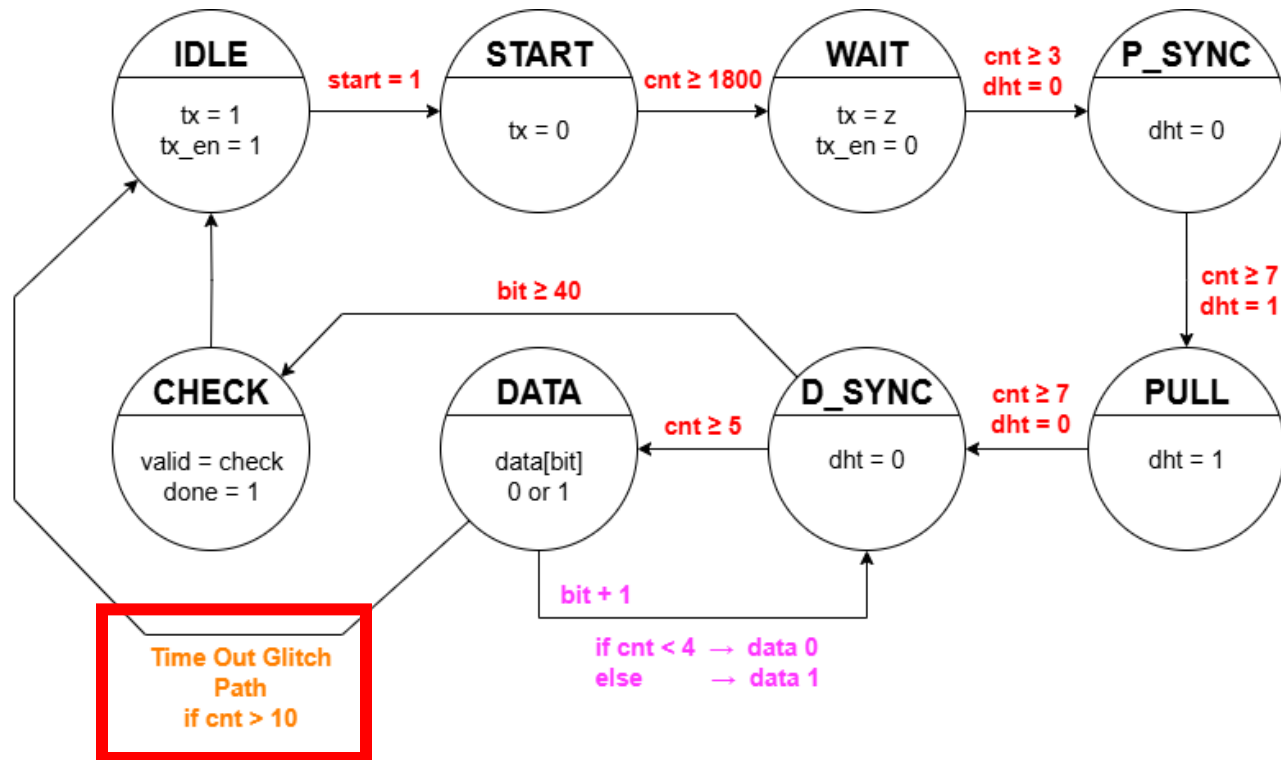 IDLE
tx = 1
tx_en = 1
start = 1
START
tx = 0
cnt ≥ 1800
WAIT
tx = z
tx_en = 0
cnt ≥ 3
dht = 0
P_SYNC
dht = 0
cnt ≥ 7
dht = 1
PULL
dht = 1
cnt ≥ 7
dht = 0
D_SYNC
dht = 0
cnt ≥ 5
bit ≥ 40
DATA
data[bit]
0 or 1
CHECK
valid = check
done = 1
bit + 1
if cnt < 4 → data 0
else → data 1
Time Out Glitch
Path
if cnt > 10